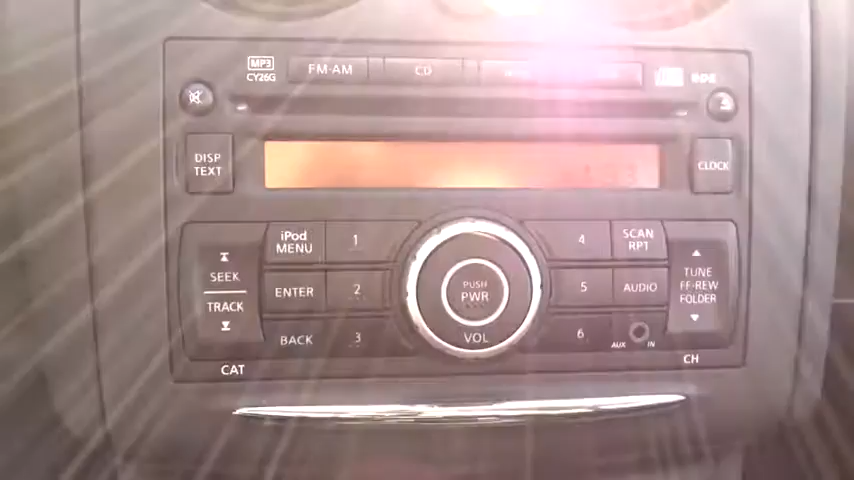 MP3
CY26G
FM·AM
CD
DISP
TEXT
CLOCK
iPod
MENU
1
4
SCAN
RPT
SEEK
TRACK
ENTER
2
PUSH
PWR
5
AUDIO
TUNE
FF·REW
FOLDER
BACK
3
VOL
6
AUX
IN
CAT
CH